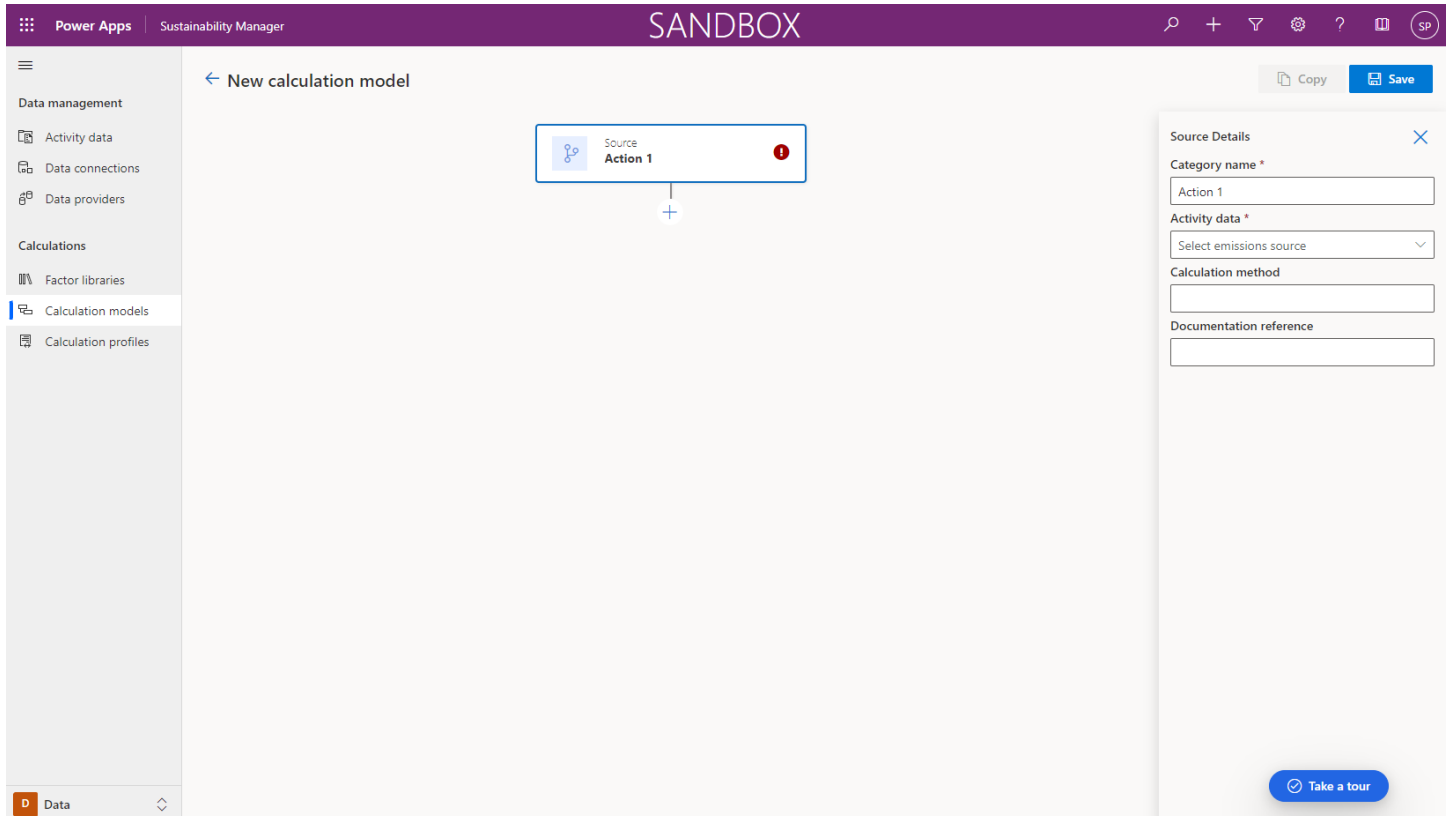 Power Apps
Sustainability Manager
SANDBOX
SP
Data management
Activity data
Data connections
Data providers
Calculations
Factor libraries
Calculation models
Calculation profiles
D
Data
New calculation model
Copy
Save
Source
Action 1
Source Details
Category name *
Action 1
Activity data *
Select emissions source
Calculation method
Documentation reference
Take a tour